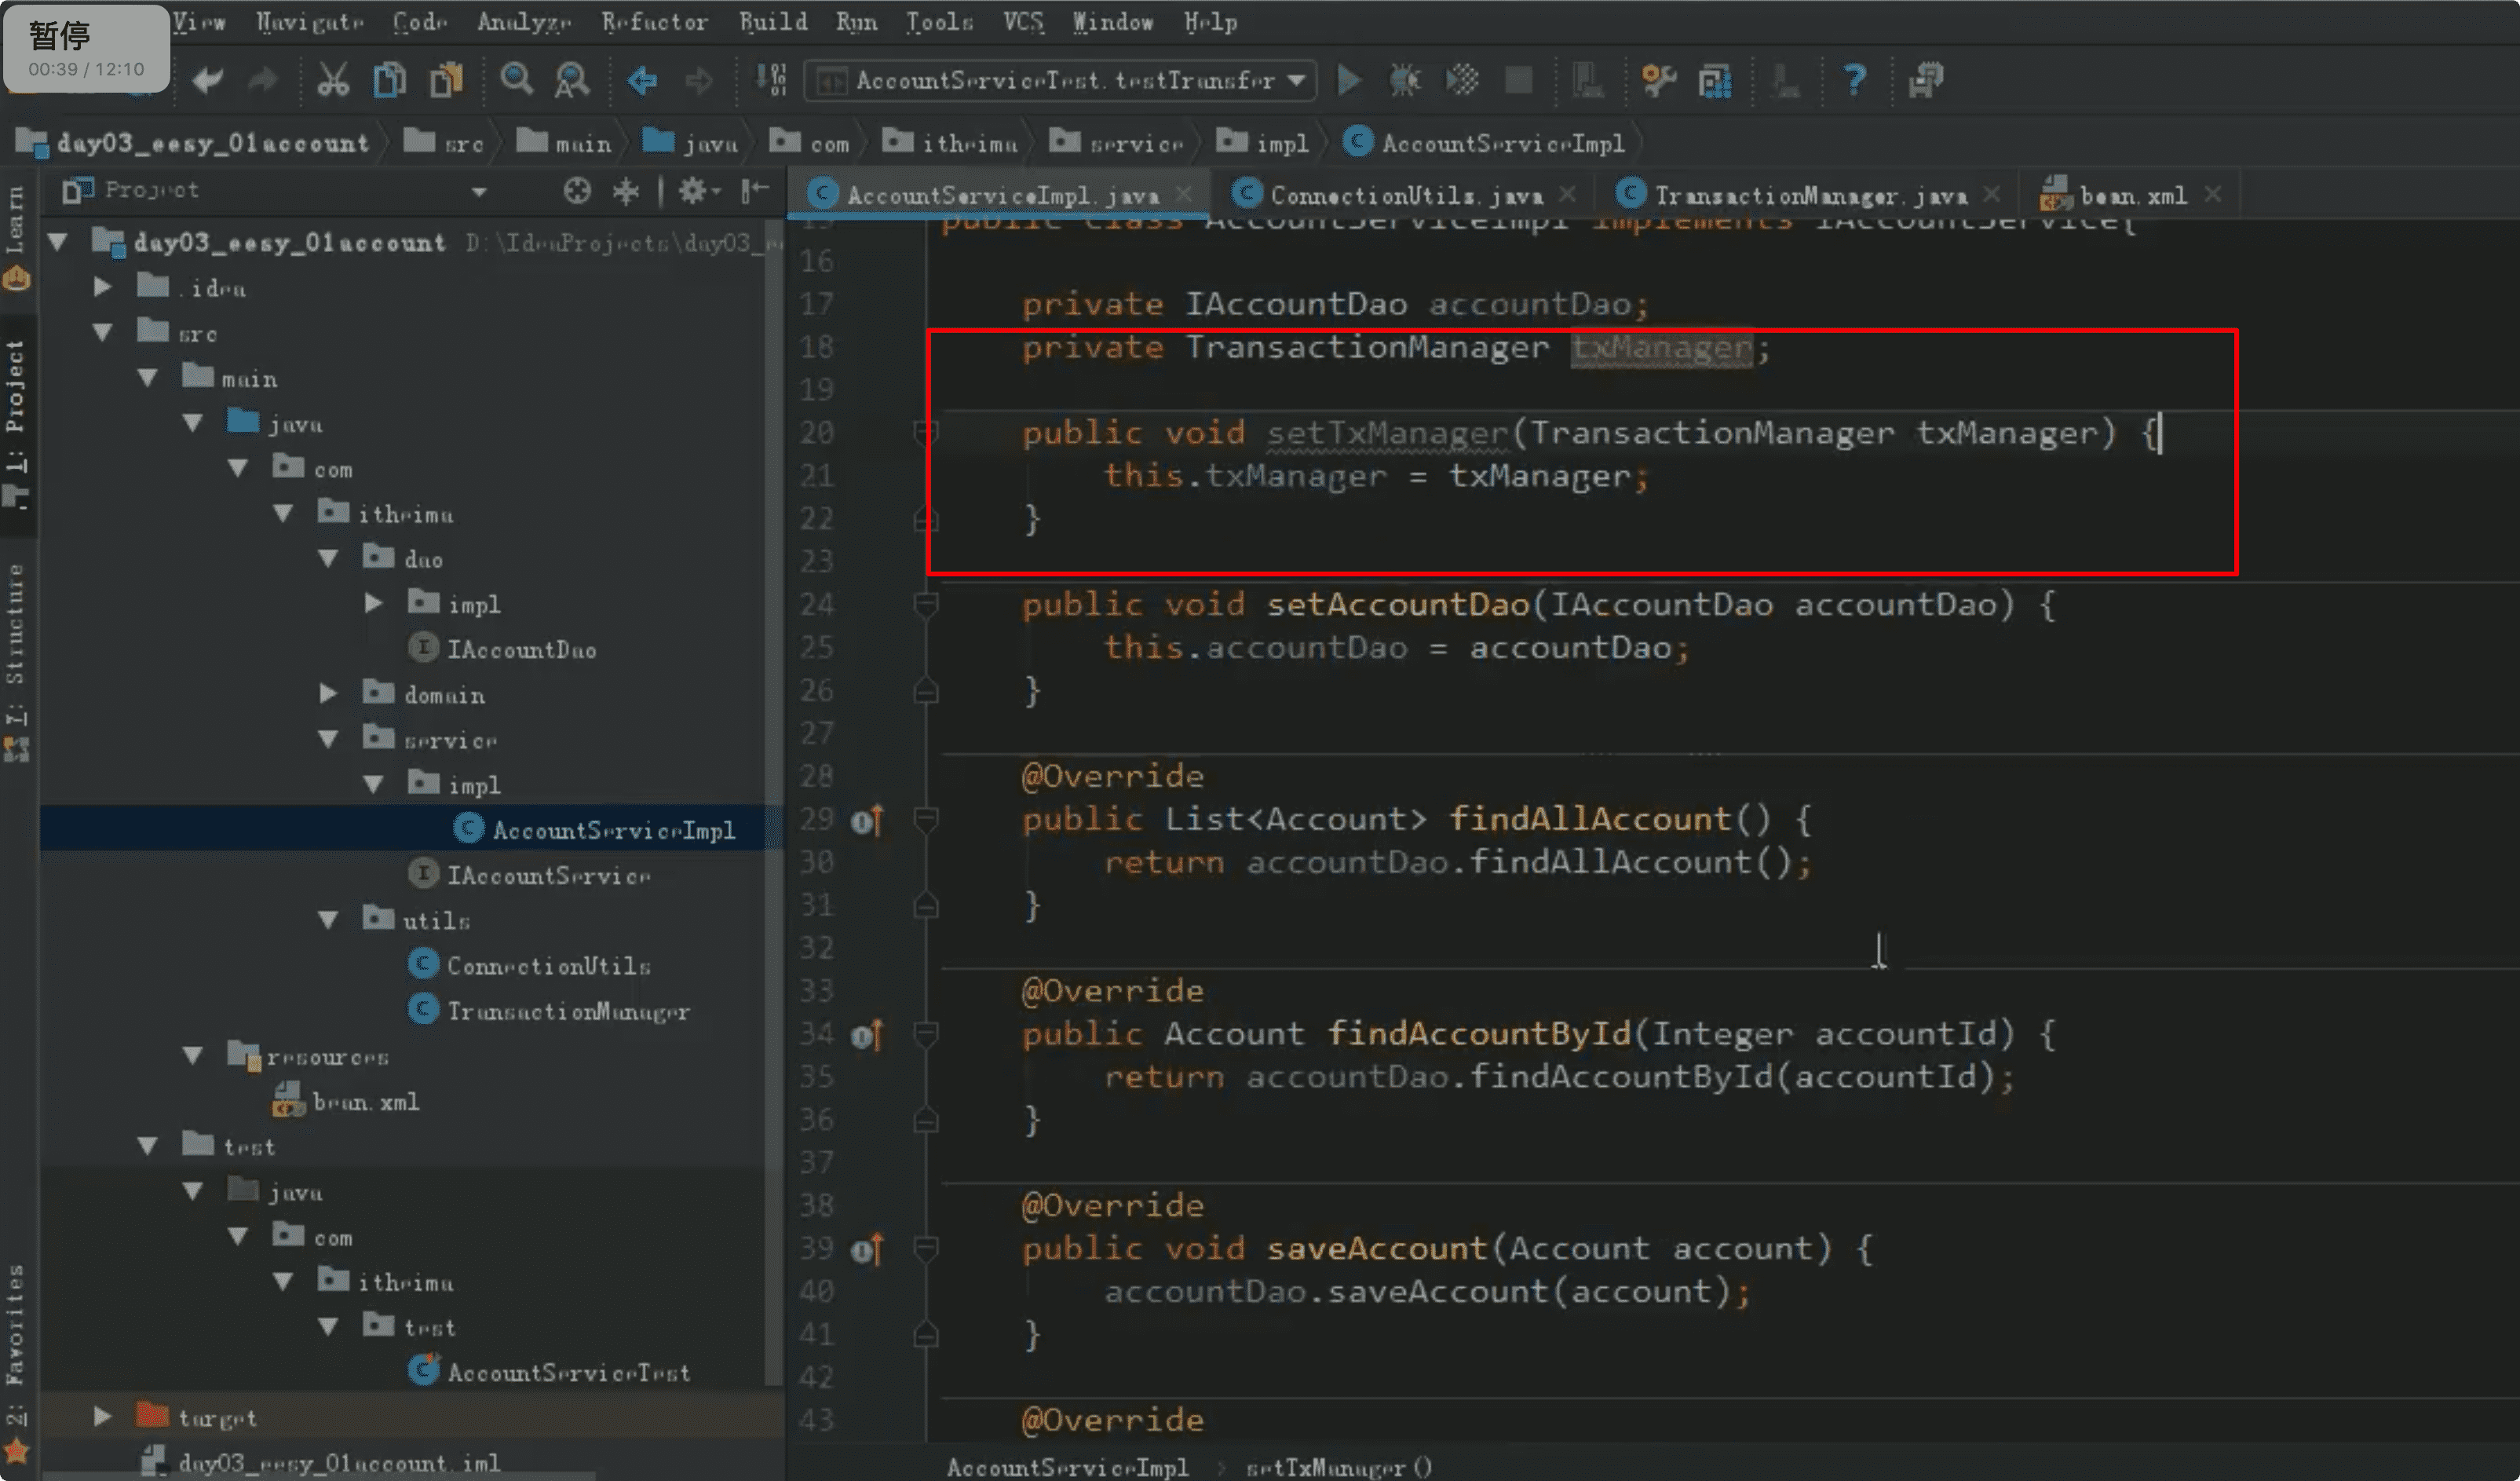 暂停
00:39 / 12:10
View Navigate Code Analyze Refactor Build Run Tools VCS Window Help
AccountServiceTest.testTransfer
day03_eesy_01account src main java com itheima service impl AccountServiceImpl
Project
AccountServiceImpl.java ConnectionUtils.java TransactionManager.java bean.xml
Learn
1: Project
7: Structure
2: Favorites
day03_eesy_01account D:\IdeaProjects\day03_
.idea
src
main
java
com
itheima
dao
impl
IAccountDao
domain
service
impl
AccountServiceImpl
IAccountService
utils
ConnectionUtils
TransactionManager
resources
bean.xml
test
java
com
itheima
test
AccountServiceTest
target
day03_eesy_01account.iml
15 public class AccountServiceImpl implements IAccountService{
16
17 private IAccountDao accountDao;
18 private TransactionManager txManager;
19
20 public void setTxManager(TransactionManager txManager) {
21 this.txManager = txManager;
22 }
23
24 public void setAccountDao(IAccountDao accountDao) {
25 this.accountDao = accountDao;
26 }
27
28 @Override
29 public List<Account> findAllAccount() {
30 return accountDao.findAllAccount();
31 }
32
33 @Override
34 public Account findAccountById(Integer accountId) {
35 return accountDao.findAccountById(accountId);
36 }
37
38 @Override
39 public void saveAccount(Account account) {
40 accountDao.saveAccount(account);
41 }
42
43 @Override
AccountServiceImpl > setTxManager()